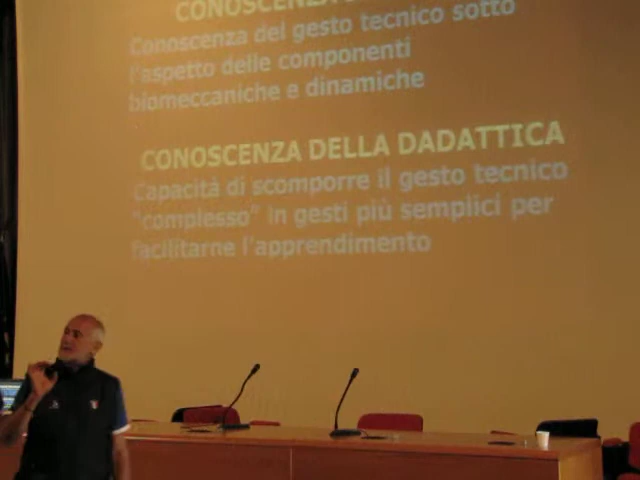 CONOSCENZA
Conoscenza del gesto tecnico sotto
l'aspetto delle componenti
biomeccaniche e dinamiche
CONOSCENZA DELLA DADATTICA
Capacità di scomporre il gesto tecnico
"complesso" in gesti più semplici per
facilitarne l'apprendimento